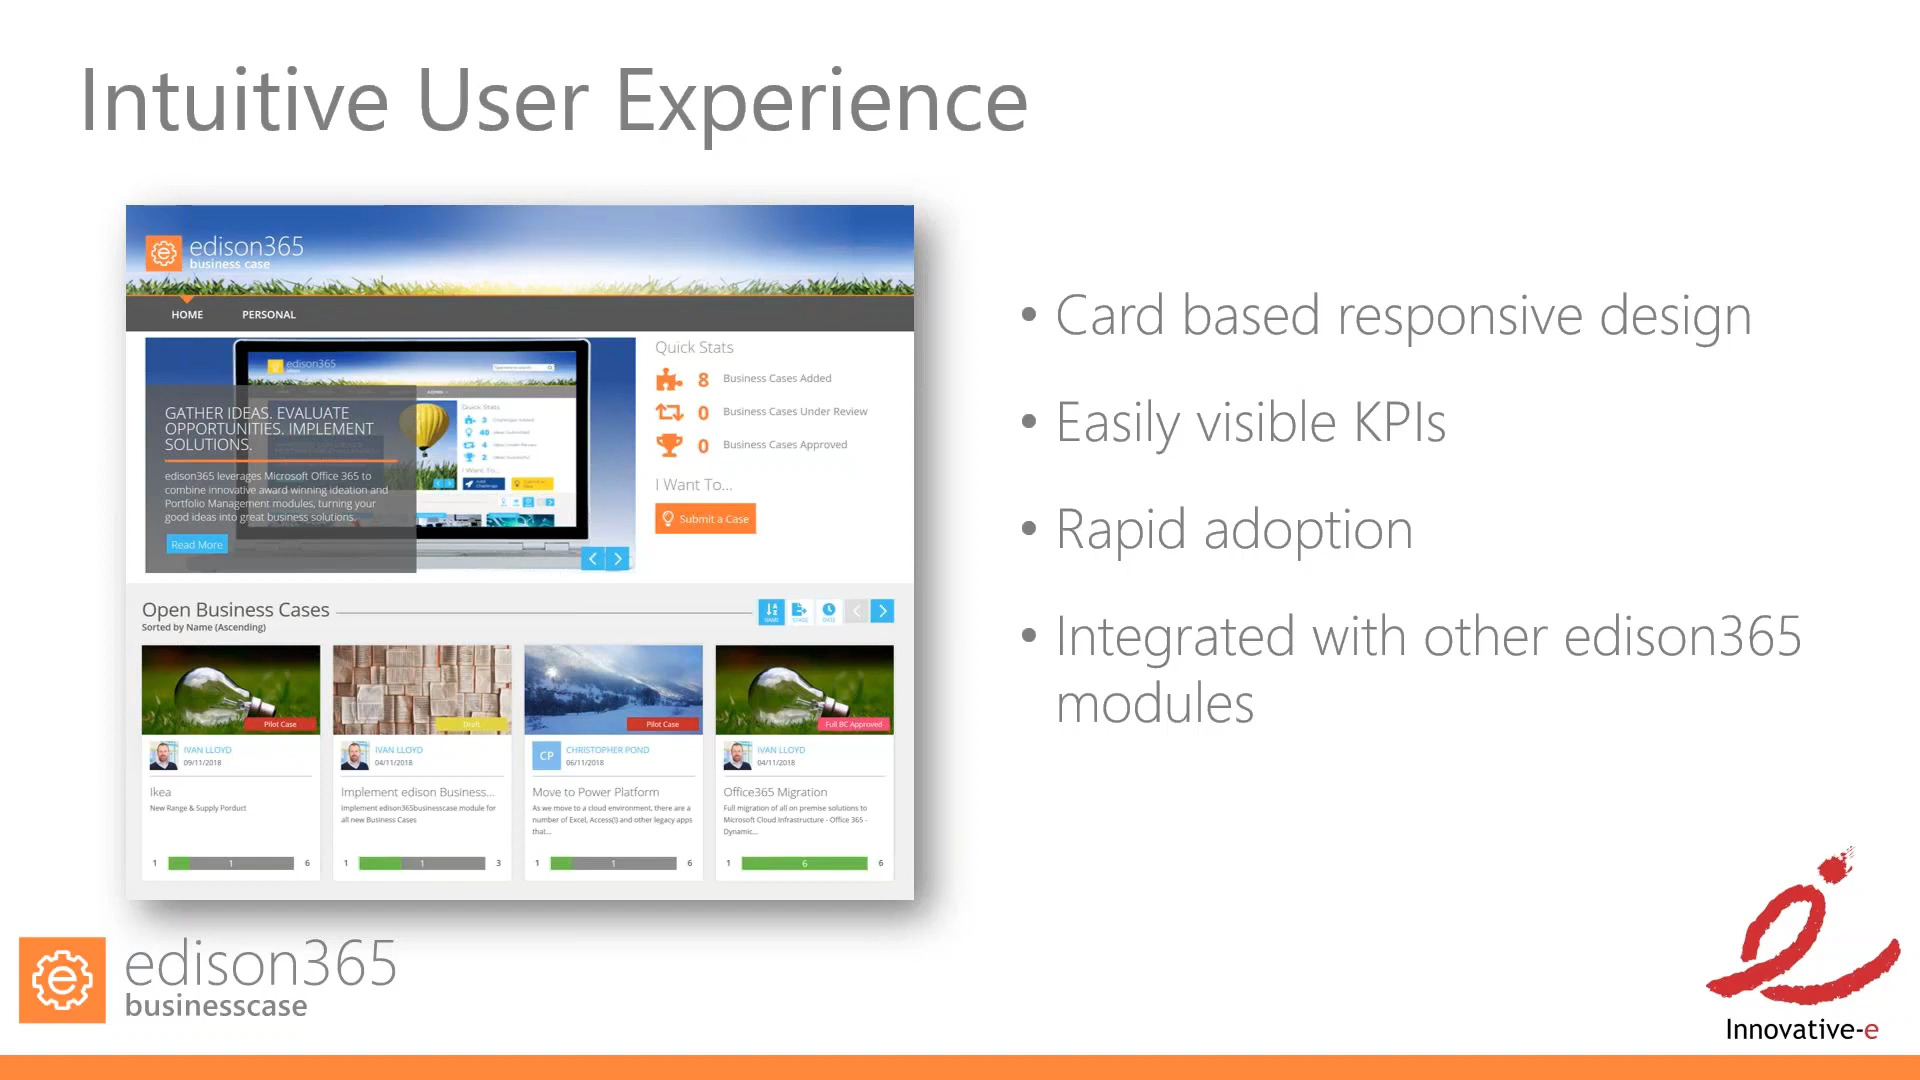 Intuitive User Experience
edison365
business case
HOME PERSONAL
edison365
GATHER IDEAS. EVALUATE
OPPORTUNITIES. IMPLEMENT
SOLUTIONS.
edison365 leverages Microsoft Office 365 to
combine innovative award winning ideation and
Portfolio Management modules, turning your
good ideas into great business solutions.
Read More
Quick Stats
8 Business Cases Added
0 Business Cases Under Review
0 Business Cases Approved
I Want To...
Submit a Case
Open Business Cases
Sorted by Name (Ascending)
NAME STAGE DATE
Pilot Case
IVAN LLOYD
09/11/2018
Ikea
New Range & Supply Porduct
1 1 6
Draft
IVAN LLOYD
04/11/2018
Implement edison Business...
Implement edison365businesscase module for
all new Business Cases
1 1 3
Pilot Case
CP
CHRISTOPHER POND
06/11/2018
Move to Power Platform
As we move to a cloud environment, there are a
number of Excel, Access(!) and other legacy apps
that...
1 1 6
Full BC Approved
IVAN LLOYD
04/11/2018
Office365 Migration
Full migration of all on premise solutions to
Microsoft Cloud Infrastructure - Office 365 -
Dynamic...
1 6 6
• Card based responsive design
• Easily visible KPIs
• Rapid adoption
• Integrated with other edison365
modules
edison365
businesscase
Innovative-e